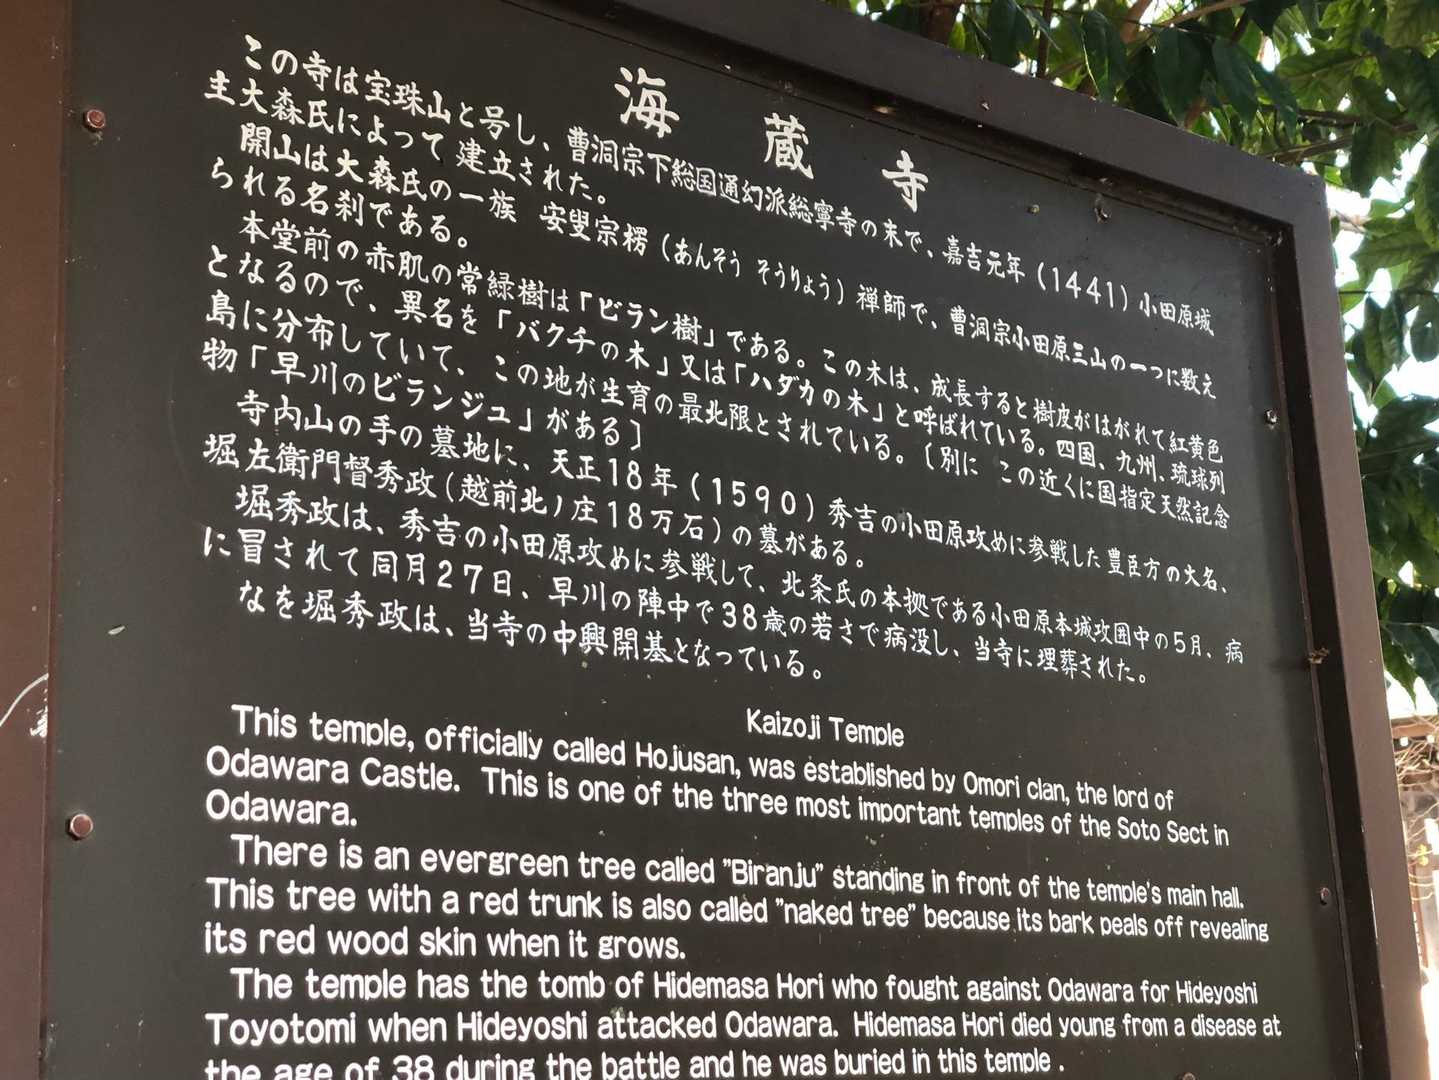 海蔵寺
この寺は宝珠山と号し、曹洞宗下総国通幻派総寧寺の末で、嘉吉元年(1441)小田原城
主大森氏によって建立された。
開山は大森氏の一族 安叟宗楞(あんそう そうりょう)禅師で、曹洞宗小田原三山の一つに数え
られる名刹である。
本堂前の赤肌の常緑樹は「ビラン樹」である。この木は、成長すると樹皮がはがれて紅黄色
となるので、異名を「バクチの木」又は「ハダカの木」と呼ばれている。四国、九州、琉球列
島に分布していて、この地が生育の最北限とされている。〔別に この近くに国指定天然記念
物「早川のビランジュ」がある〕
寺内山の手の墓地に、天正18年(1590)秀吉の小田原攻めに参戦した豊臣方の大名、
堀左衛門督秀政(越前北ノ庄18万石)の墓がある。
堀秀政は、秀吉の小田原攻めに参戦して、北条氏の本拠である小田原本城攻囲中の5月、病
に冒されて同月27日、早川の陣中で38歳の若さで病没し、当寺に埋葬された。
なを堀秀政は、当寺の中興開基となっている。
Kaizoji Temple
This temple, officially called Hojusan, was established by Omori clan, the lord of
Odawara Castle. This is one of the three most important temples of the Soto Sect in
Odawara.
There is an evergreen tree called "Biranju" standing in front of the temple's main hall.
This tree with a red trunk is also called "naked tree" because its bark peals off revealing
its red wood skin when it grows.
The temple has the tomb of Hidemasa Hori who fought against Odawara for Hideyoshi
Toyotomi when Hideyoshi attacked Odawara. Hidemasa Hori died young from a disease at
the age of 38 during the battle and he was buried in this temple.